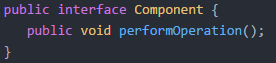 public interface Component {
   public void performOperation();
}